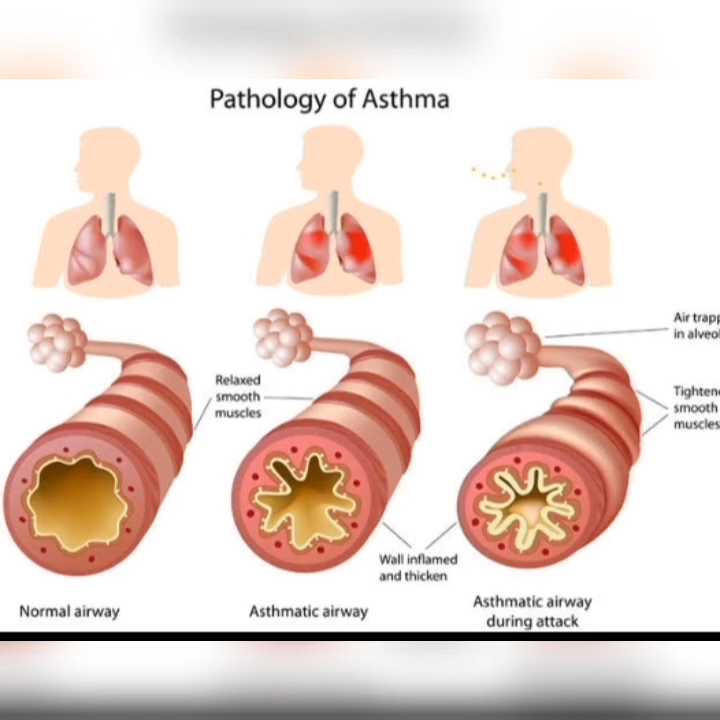 Pathology of Asthma
Air trapp
in alveol
Relaxed
smooth
muscles
Tightene
smooth
muscles
Wall inflamed
and thicken
Normal airway
Asthmatic airway
Asthmatic airway
during attack